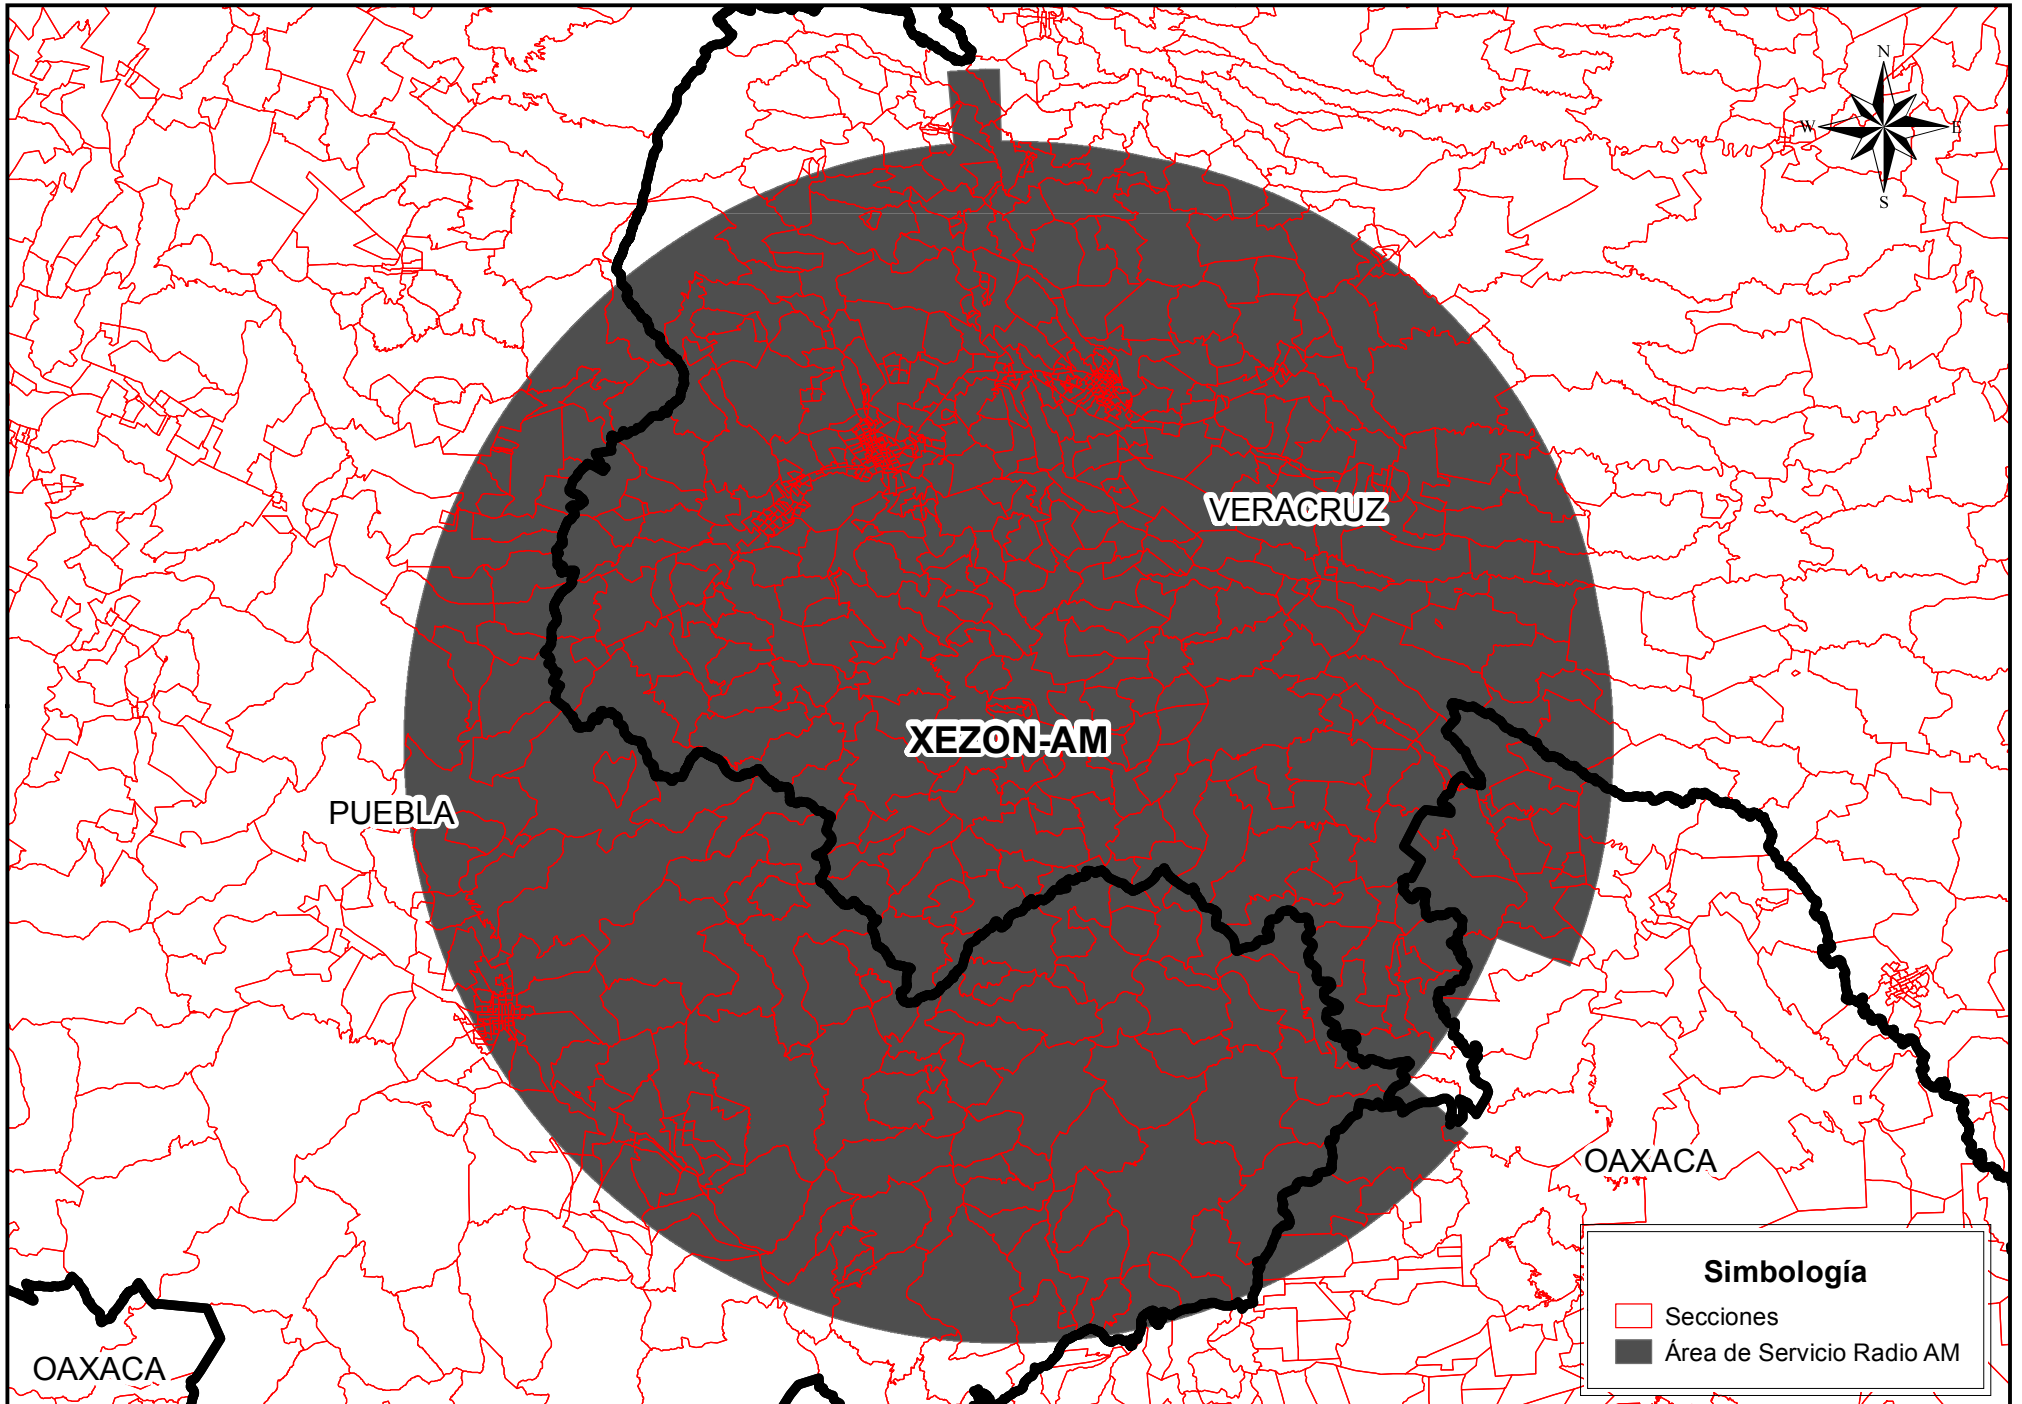 N
W
E
S
VERACRUZ
XEZON-AM
PUEBLA
OAXACA
OAXACA
Simbología
Secciones
Área de Servicio Radio AM